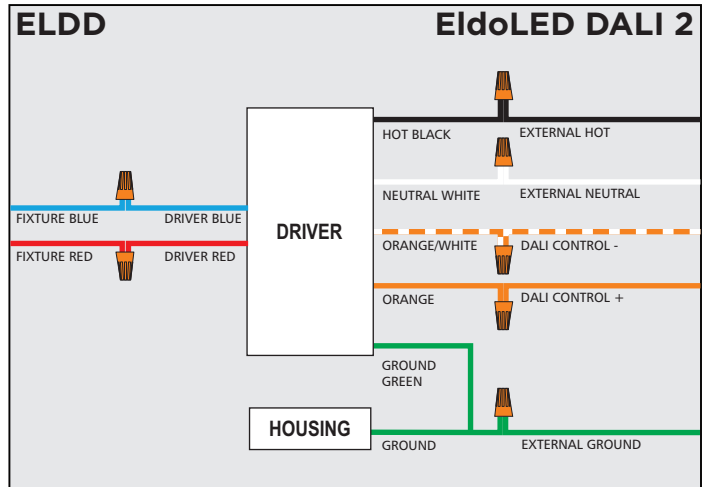 ELDD
EldoLED DALI 2
HOT BLACK
EXTERNAL HOT
NEUTRAL WHITE
EXTERNAL NEUTRAL
FIXTURE BLUE
DRIVER BLUE
DRIVER
ORANGE/WHITE
DALI CONTROL -
FIXTURE RED
DRIVER RED
ORANGE
DALI CONTROL +
GROUND
GREEN
HOUSING
GROUND
EXTERNAL GROUND